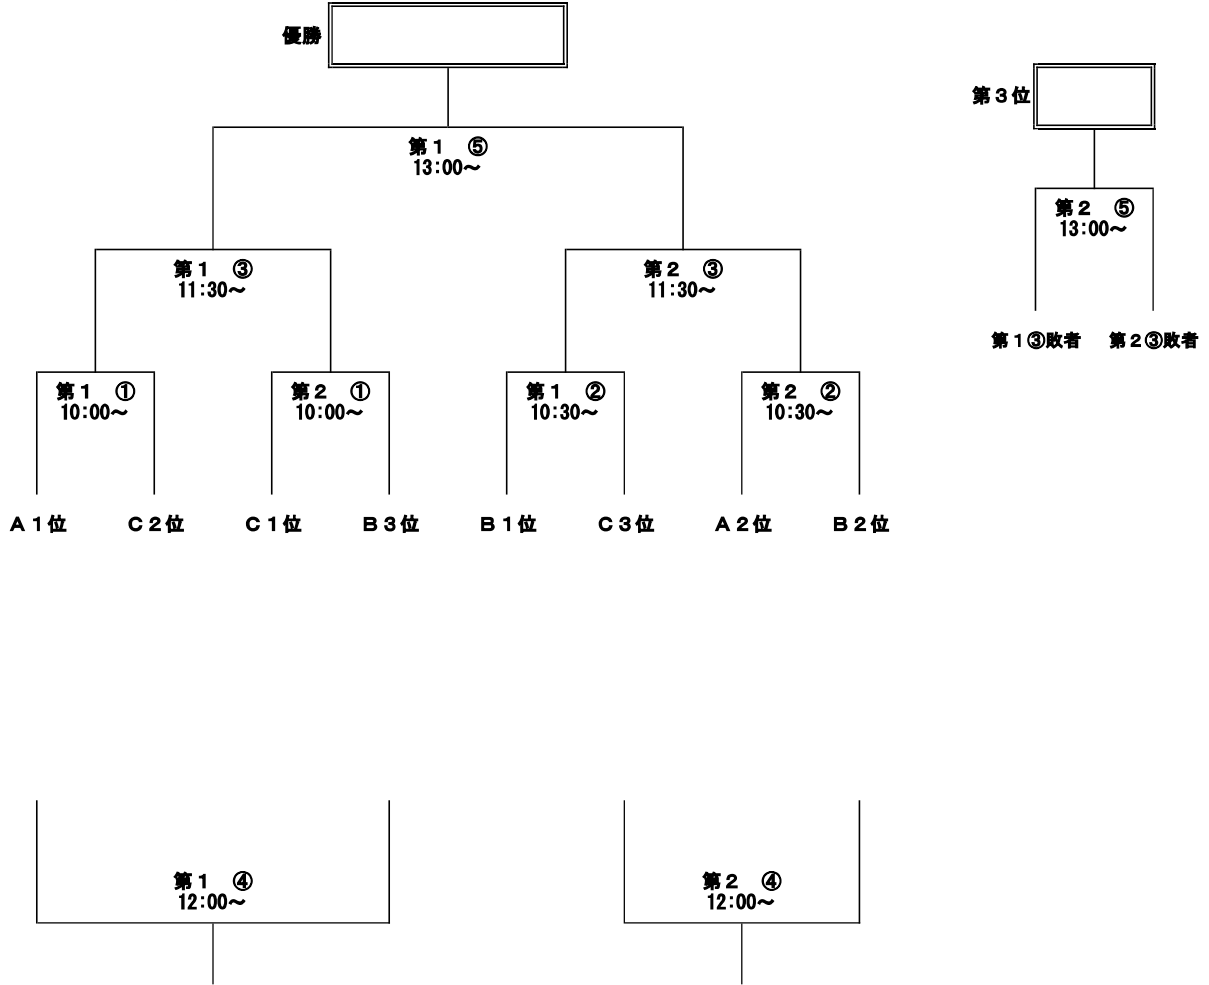 優勝
第３位
第１　⑤
13:00～
第２　⑤
13:00～
第１　③
11:30～
第２　③
11:30～
第１③敗者　第２③敗者
第１　①
10:00～
第２　①
10:00～
第１　②
10:30～
第２　②
10:30～
Ａ１位　Ｃ２位　Ｃ１位　Ｂ３位　Ｂ１位　Ｃ３位　Ａ２位　Ｂ２位
第１　④
12:00～
第２　④
12:00～